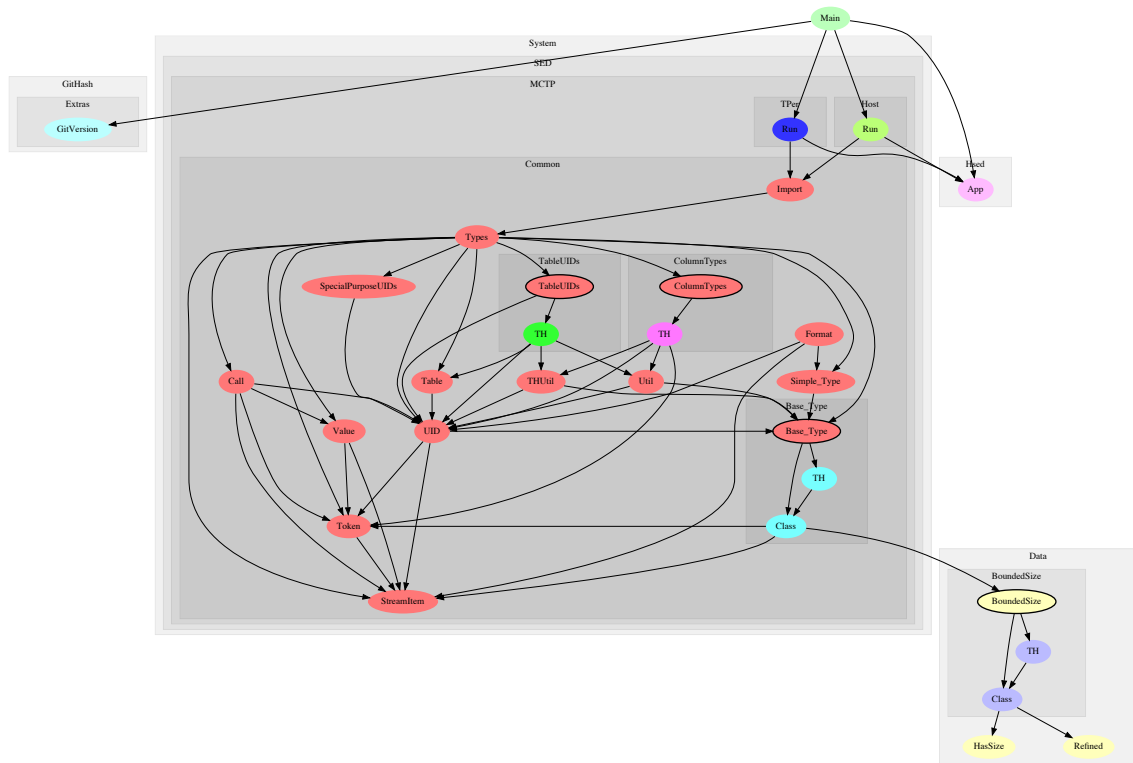 Main
System
SED
GitHash
MCTP
Extras
TPer
Host
GitVersion
Run
Run
Common
Hsed
Import
App
Types
TableUIDs
ColumnTypes
SpecialPurposeUIDs
TableUIDs
ColumnTypes
TH
TH
Format
Call
Table
THUtil
Util
Simple_Type
Base_Type
Value
UID
Base_Type
TH
Token
Class
Data
BoundedSize
StreamItem
BoundedSize
TH
Class
HasSize
Refined